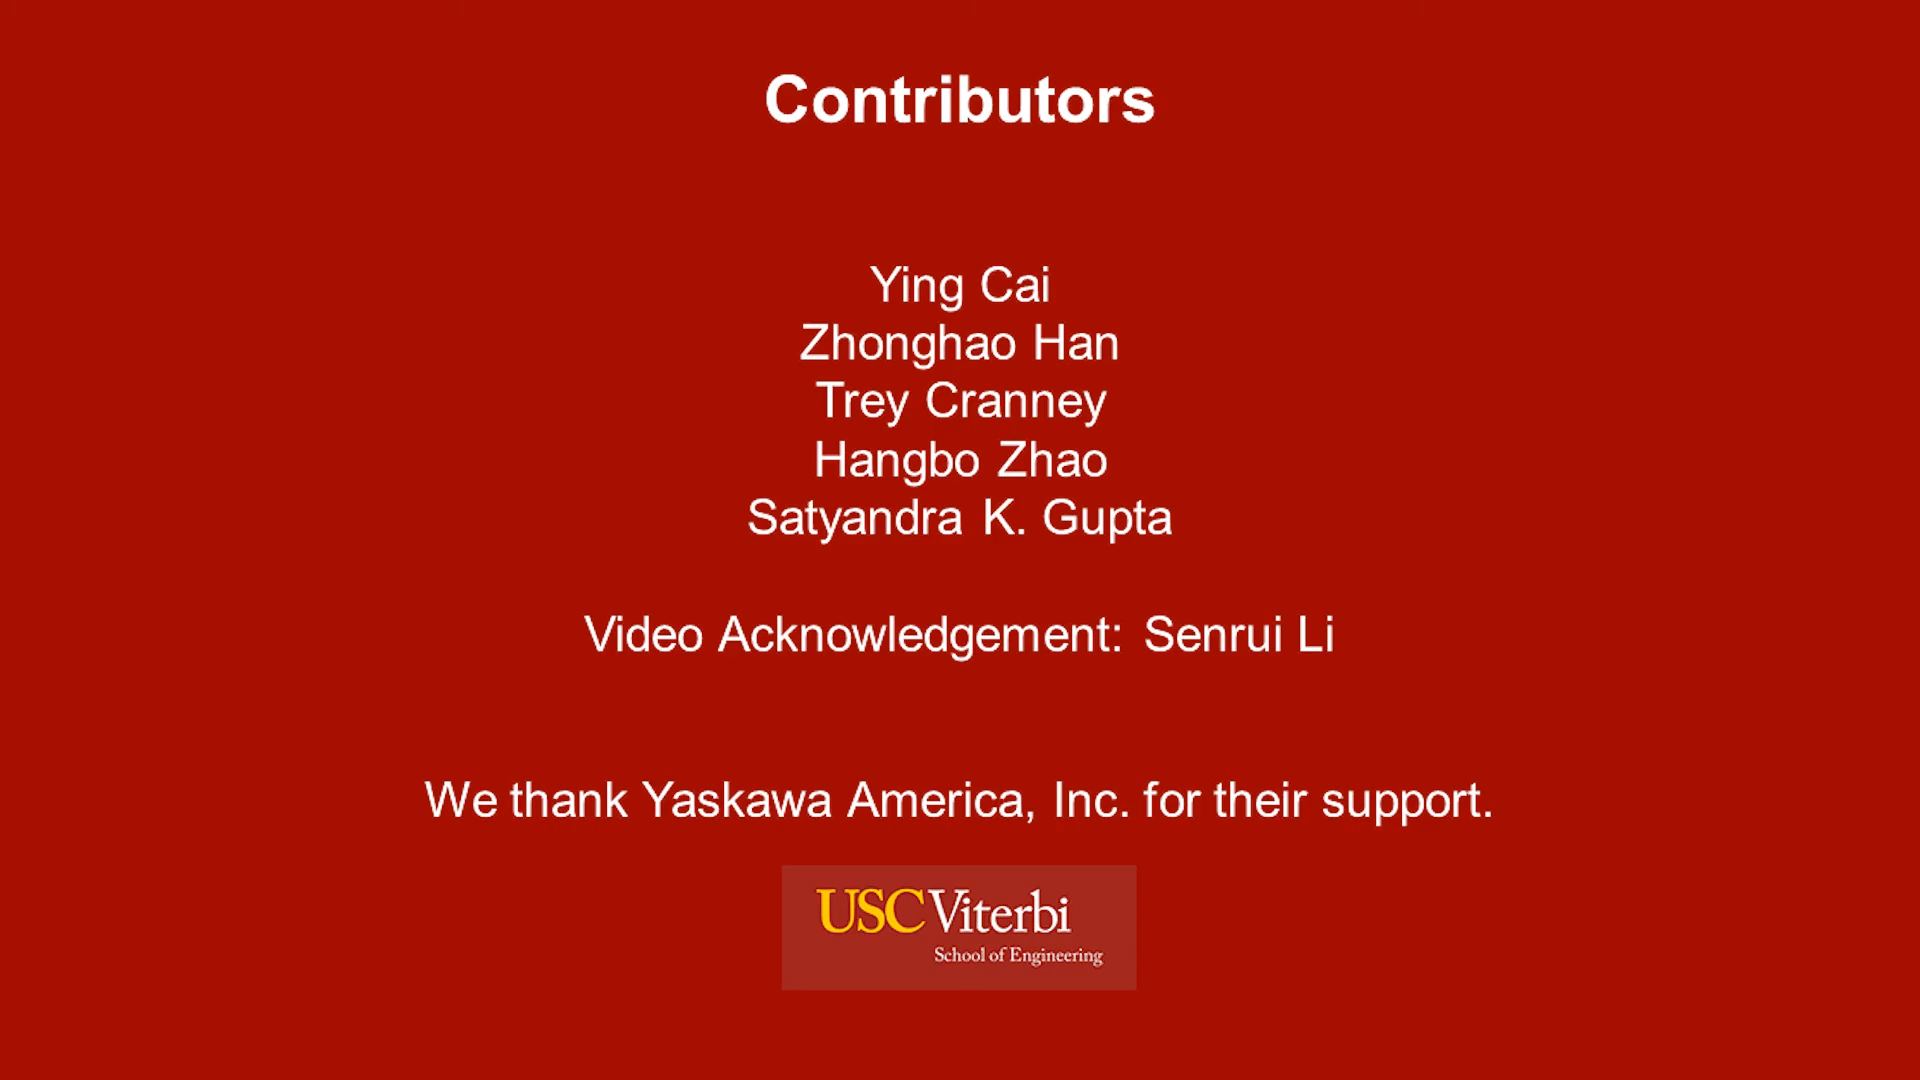 Contributors
Ying Cai
Zhonghao Han
Trey Cranney
Hangbo Zhao
Satyandra K. Gupta
Video Acknowledgement: Senrui Li
We thank Yaskawa America, Inc. for their support.
USC Viterbi
School of Engineering